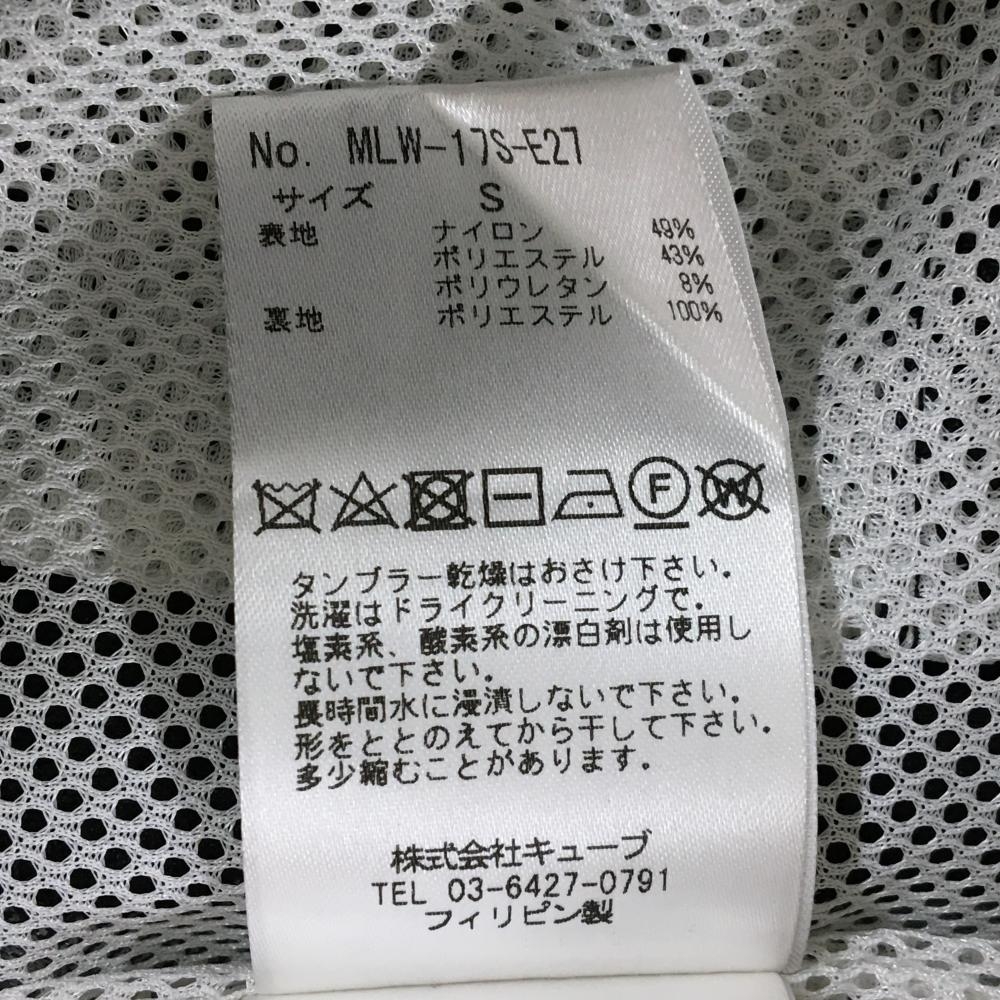 No. MLW-17S-E27
サイズ S
表地 ナイロン 49%
ポリエステル 43%
ポリウレタン 8%
裏地 ポリエステル 100%
F W
タンブラー乾燥はおさけ下さい。
洗濯はドライクリーニングで。
塩素系、酸素系の漂白剤は使用し
ないで下さい。
長時間水に浸漬しないで下さい。
形をととのえてから干して下さい。
多少縮むことがあります。
株式会社キューブ
TEL 03-6427-0791
フィリピン製